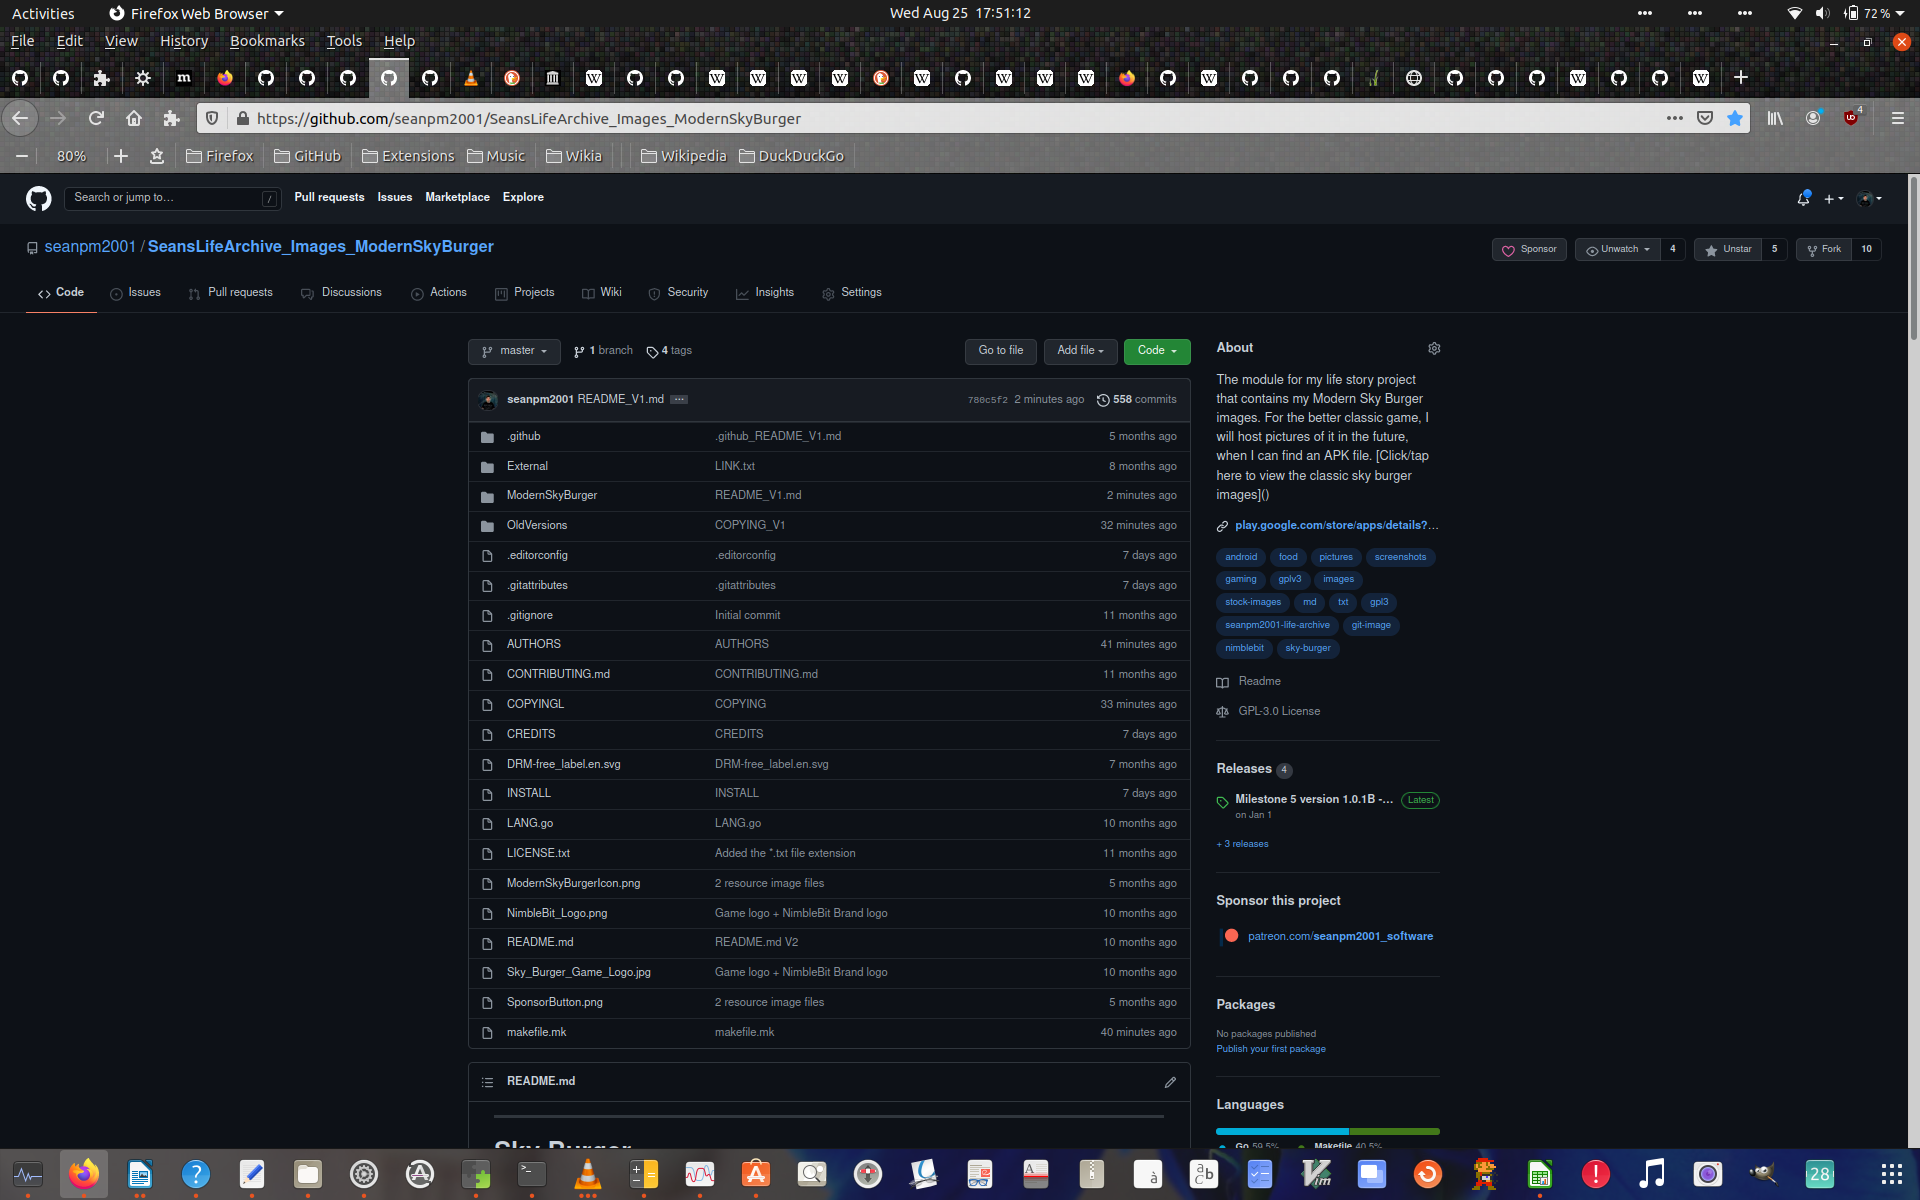 Activities Firefox Web Browser Wed Aug 25 17:51:12 72 %
File Edit View History Bookmarks Tools Help
https://github.com/seanpm2001/SeansLifeArchive_Images_ModernSkyBurger 4
80% Firefox GitHub Extensions Music Wikia Wikipedia DuckDuckGo
Search or jump to… / Pull requests Issues Marketplace Explore
seanpm2001 / SeansLifeArchive_Images_ModernSkyBurger Sponsor Unwatch 4 Unstar 5 Fork 10
Code Issues Pull requests Discussions Actions Projects Wiki Security Insights Settings
master 1 branch 4 tags Go to file Add file Code
seanpm2001 README_V1.md 780c5f2 2 minutes ago 558 commits
.github .github_README_V1.md 5 months ago
External LINK.txt 8 months ago
ModernSkyBurger README_V1.md 2 minutes ago
OldVersions COPYING_V1 32 minutes ago
.editorconfig .editorconfig 7 days ago
.gitattributes .gitattributes 7 days ago
.gitignore Initial commit 11 months ago
AUTHORS AUTHORS 41 minutes ago
CONTRIBUTING.md CONTRIBUTING.md 11 months ago
COPYINGL COPYING 33 minutes ago
CREDITS CREDITS 7 days ago
DRM-free_label.en.svg DRM-free_label.en.svg 7 months ago
INSTALL INSTALL 7 days ago
LANG.go LANG.go 10 months ago
LICENSE.txt Added the *.txt file extension 11 months ago
ModernSkyBurgerIcon.png 2 resource image files 5 months ago
NimbleBit_Logo.png Game logo + NimbleBit Brand logo 10 months ago
README.md README.md V2 10 months ago
Sky_Burger_Game_Logo.jpg Game logo + NimbleBit Brand logo 10 months ago
SponsorButton.png 2 resource image files 5 months ago
makefile.mk makefile.mk 40 minutes ago
README.md
Sky Burger
About
The module for my life story project
that contains my Modern Sky Burger
images. For the better classic game, I
will host pictures of it in the future,
when I can find an APK file. [Click/tap
here to view the classic sky burger
images]()
play.google.com/store/apps/details?...
android food pictures screenshots
gaming gplv3 images
stock-images md txt gpl3
seanpm2001-life-archive git-image
nimblebit sky-burger
Readme
GPL-3.0 License
Releases 4
Milestone 5 version 1.0.1B -... Latest
on Jan 1
+ 3 releases
Sponsor this project
patreon.com/seanpm2001_software
Packages
No packages published
Publish your first package
Languages
Go 59.5% Makefile 40.5%
28